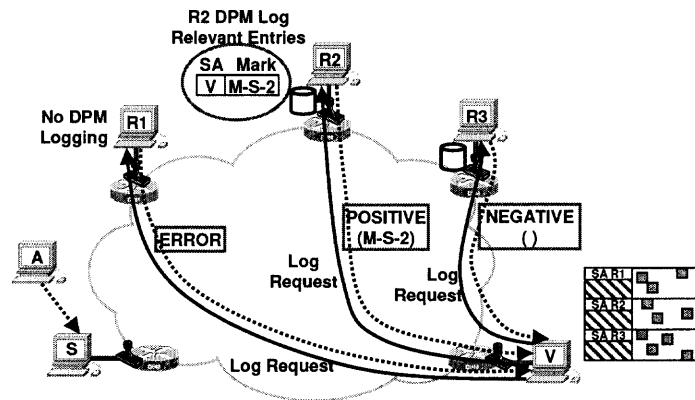 R2 DPM Log
Relevant Entries
SA Mark
V M-S-2
R2
No DPM
Logging
R1
R3
ERROR
POSITIVE
(M-S-2)
NEGATIVE
( )
A
Log
Request
Log
Request
SA R1
SA R2
SA R3
S
Log Request
V